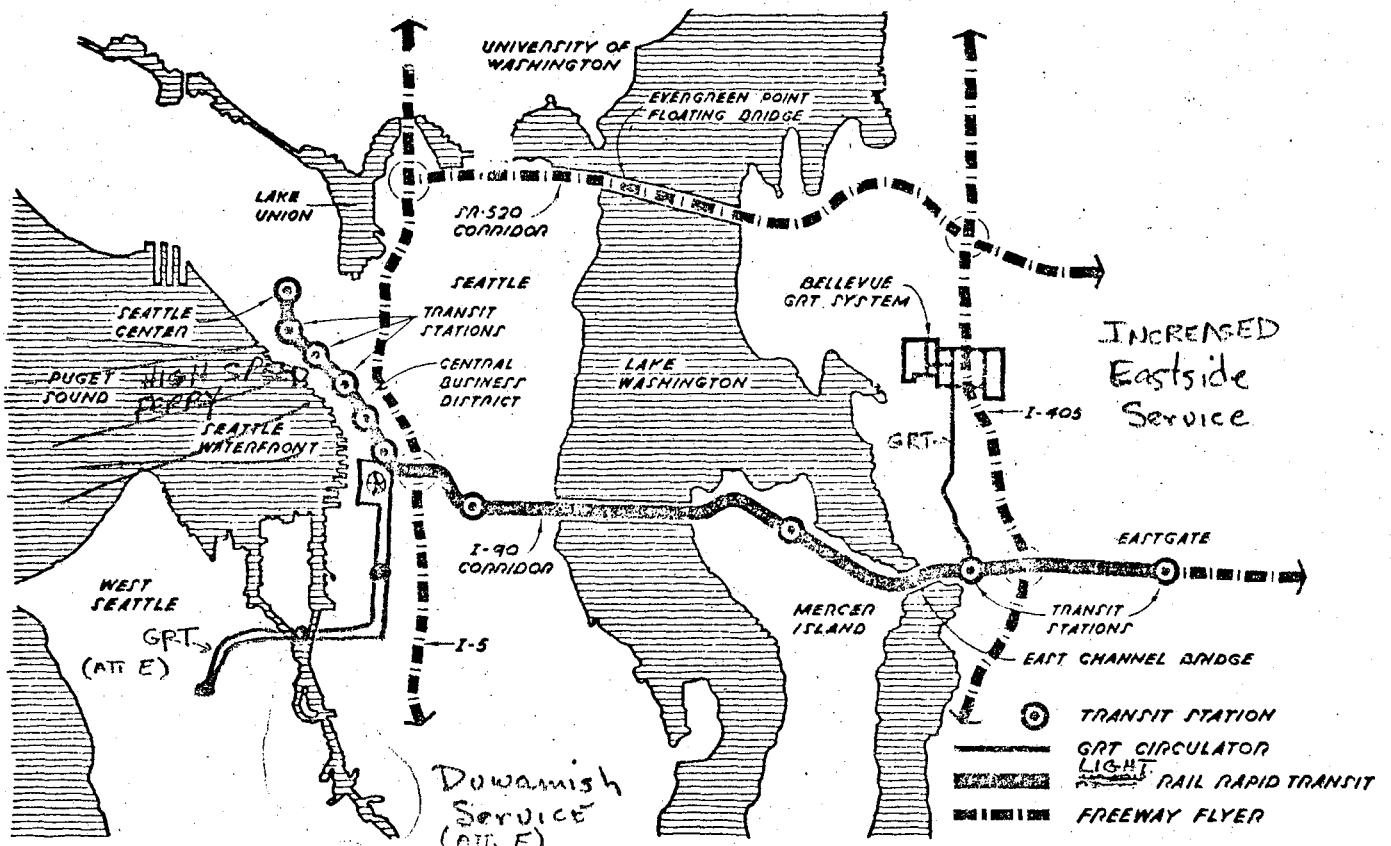 UNIVERSITY OF
WASHINGTON
EVERGREEN POINT
FLOATING BRIDGE
LAKE
UNION
SR-520
CORRIDOR
SEATTLE
SEATTLE
CENTER
TRANSIT
STATIONS
BELLEVUE
GRT. SYSTEM
INCREASED
Eastside
Service
PUGET
SOUND
HIGH SPEED
FERRY
CENTRAL
BUSINESS
DISTRICT
LAKE
WASHINGTON
I-405
SEATTLE
WATERFRONT
GRT
I-90
CORRIDOR
EASTGATE
WEST
SEATTLE
MERCER
ISLAND
TRANSIT
STATIONS
GRT
(ATT E)
I-5
EAST CHANNEL BRIDGE
TRANSIT STATION
GRT CIRCULATOR
LIGHT
RAIL RAPID TRANSIT
FREEWAY FLYER
Duwamish
Service
(ATT. E)